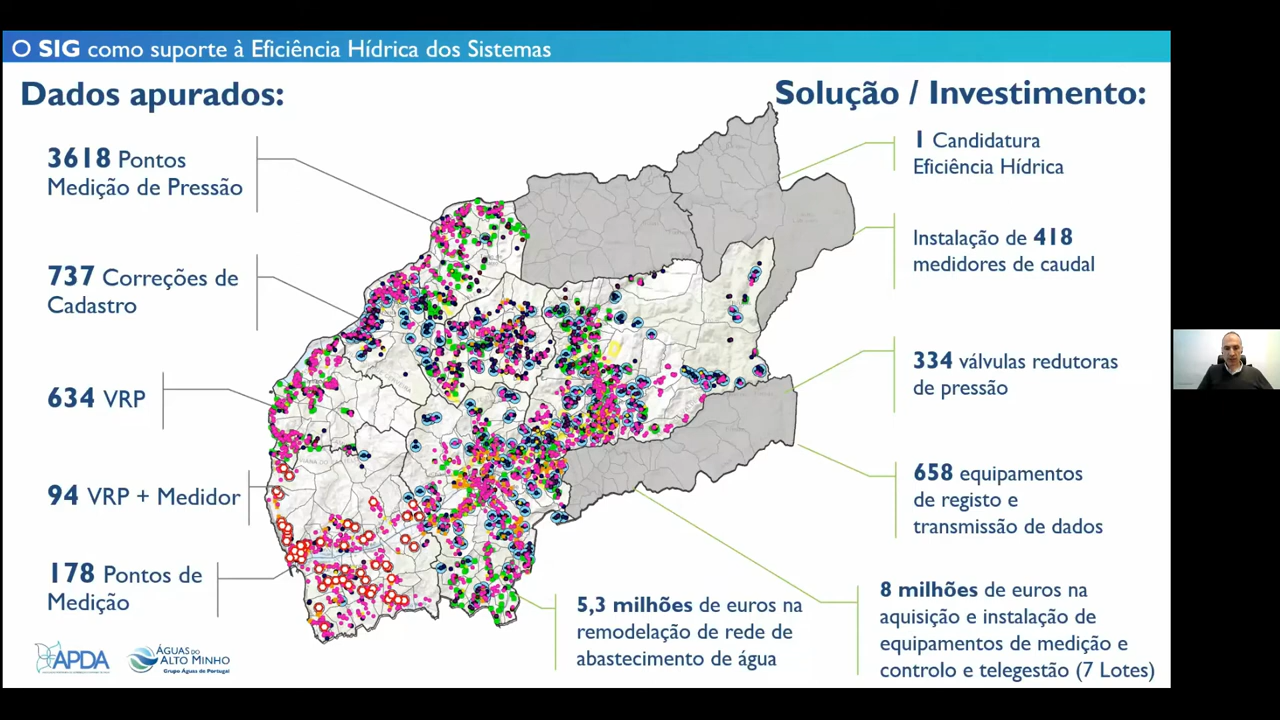 O SIG como suporte à Eficiência Hídrica dos Sistemas
Dados apurados:
3618 Pontos
Medição de Pressão
737 Correções de
Cadastro
634 VRP
94 VRP + Medidor
178 Pontos de
Medição
Solução / Investimento:
1 Candidatura
Eficiência Hídrica
Instalação de 418
medidores de caudal
334 válvulas redutoras
de pressão
658 equipamentos
de registo e
transmissão de dados
5,3 milhões de euros na
remodelação de rede de
abastecimento de água
8 milhões de euros na
aquisição e instalação de
equipamentos de medição e
controlo e telegestão (7 Lotes)
APDA
ÁGUAS DO
ALTO MINHO
Grupo Águas de Portugal